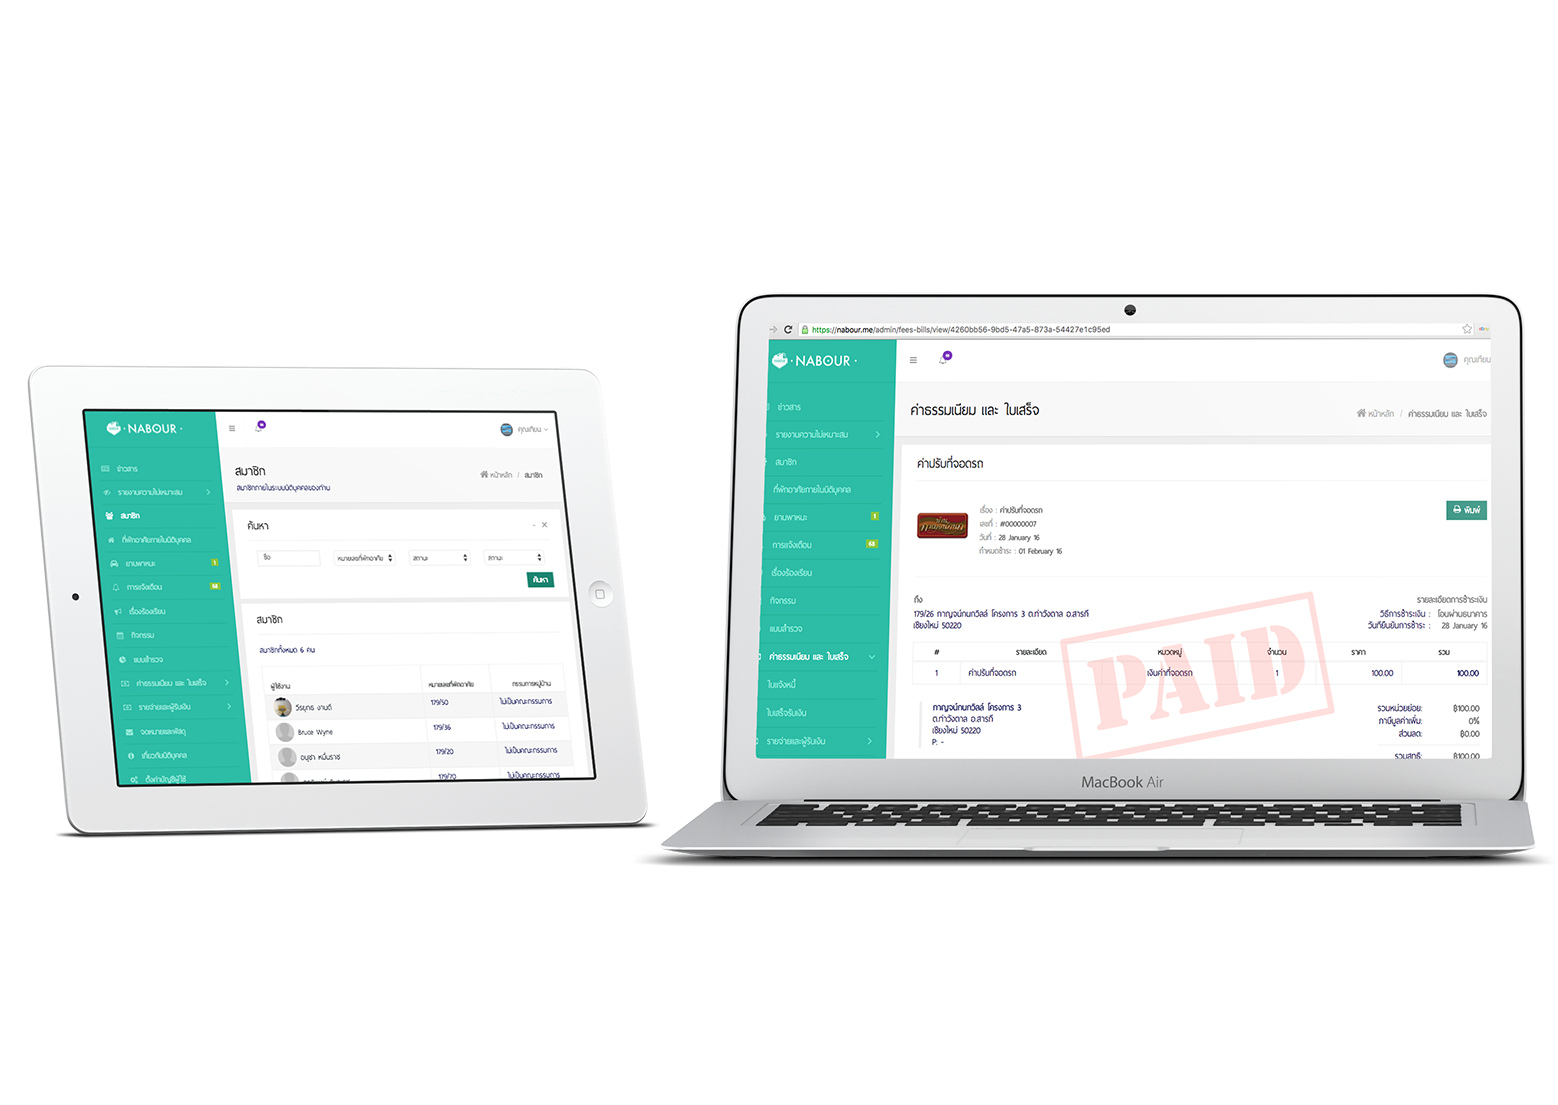 · NABOUR ·
ข่าวสาร
รายงานความไม่เหมาะสม
สมาชิก
ที่พักอาศัยภายในนิติบุคคล
ยานพาหนะ 1
การแจ้งเตือน 68
เรื่องร้องเรียน
กิจกรรม
แบบสำรวจ
ค่าธรรมเนียม และ ใบเสร็จ
รายจ่ายและผู้รับเงิน
จดหมายและพัสดุ
เกี่ยวกับนิติบุคคล
ตั้งค่าบัญชีผู้ใช้
คุณเทียน
สมาชิก
สมาชิกภายในระบบนิติบุคคลของท่าน
หน้าหลัก / สมาชิก
ค้นหา
- ×
ชื่อ
หมายเลขที่พักอาศัย
สถานะ
สถานะ
ค้นหา
สมาชิก
สมาชิกทั้งหมด 6 คน
ผู้ใช้งาน หมายเลขที่พักอาศัย กรรมการหมู่บ้าน
วิรยุทธ งามดี 179/50 ไม่เป็นคณะกรรมการ
Bruce Wyne 179/36 ไม่เป็นคณะกรรมการ
อนุชา หมื่นราช 179/20 ไม่เป็นคณะกรรมการ
179/70 ไม่เป็นคณะกรรมการ
https://nabour.me/admin/fees-bills/view/4260bb56-9bd5-47a5-873a-54427e1c95ed
ebay
· NABOUR ·
ข่าวสาร
รายงานความไม่เหมาะสม
สมาชิก
ที่พักอาศัยภายในนิติบุคคล
ยานพาหนะ 1
การแจ้งเตือน 68
เรื่องร้องเรียน
กิจกรรม
แบบสำรวจ
ค่าธรรมเนียม และ ใบเสร็จ
ใบแจ้งหนี้
ใบเสร็จรับเงิน
รายจ่ายและผู้รับเงิน
คุณเทียน
ค่าธรรมเนียม และ ใบเสร็จ
หน้าหลัก / ค่าธรรมเนียม และ ใบเสร็จ
ค่าปรับที่จอดรถ
พิมพ์
เรื่อง : ค่าปรับที่จอดรถ
เลขที่ : #00000007
วันที่ : 28 January 16
กำหนดชำระ : 01 February 16
ถึง
179/26 กาญจน์กนกวิลล์ โครงการ 3 ต.ท่าวังตาล อ.สารภี
เชียงใหม่ 50220
รายละเอียดการชำระเงิน
วิธีการชำระเงิน : โอนผ่านธนาคาร
วันที่ยืนยันการชำระ : 28 January 16
# รายละเอียด หมวดหมู่ จำนวน ราคา รวม
1 ค่าปรับที่จอดรถ เงินค่าที่จอดรถ 1 100.00 100.00
PAID
กาญจน์กนกวิลล์ โครงการ 3
ต.ท่าวังตาล อ.สารภี
เชียงใหม่ 50220
P: -
รวมหน่วยย่อย: ฿100.00
ภาษีมูลค่าเพิ่ม: 0%
ส่วนลด: ฿0.00
รวมสุทธิ: ฿100.00
MacBook Air